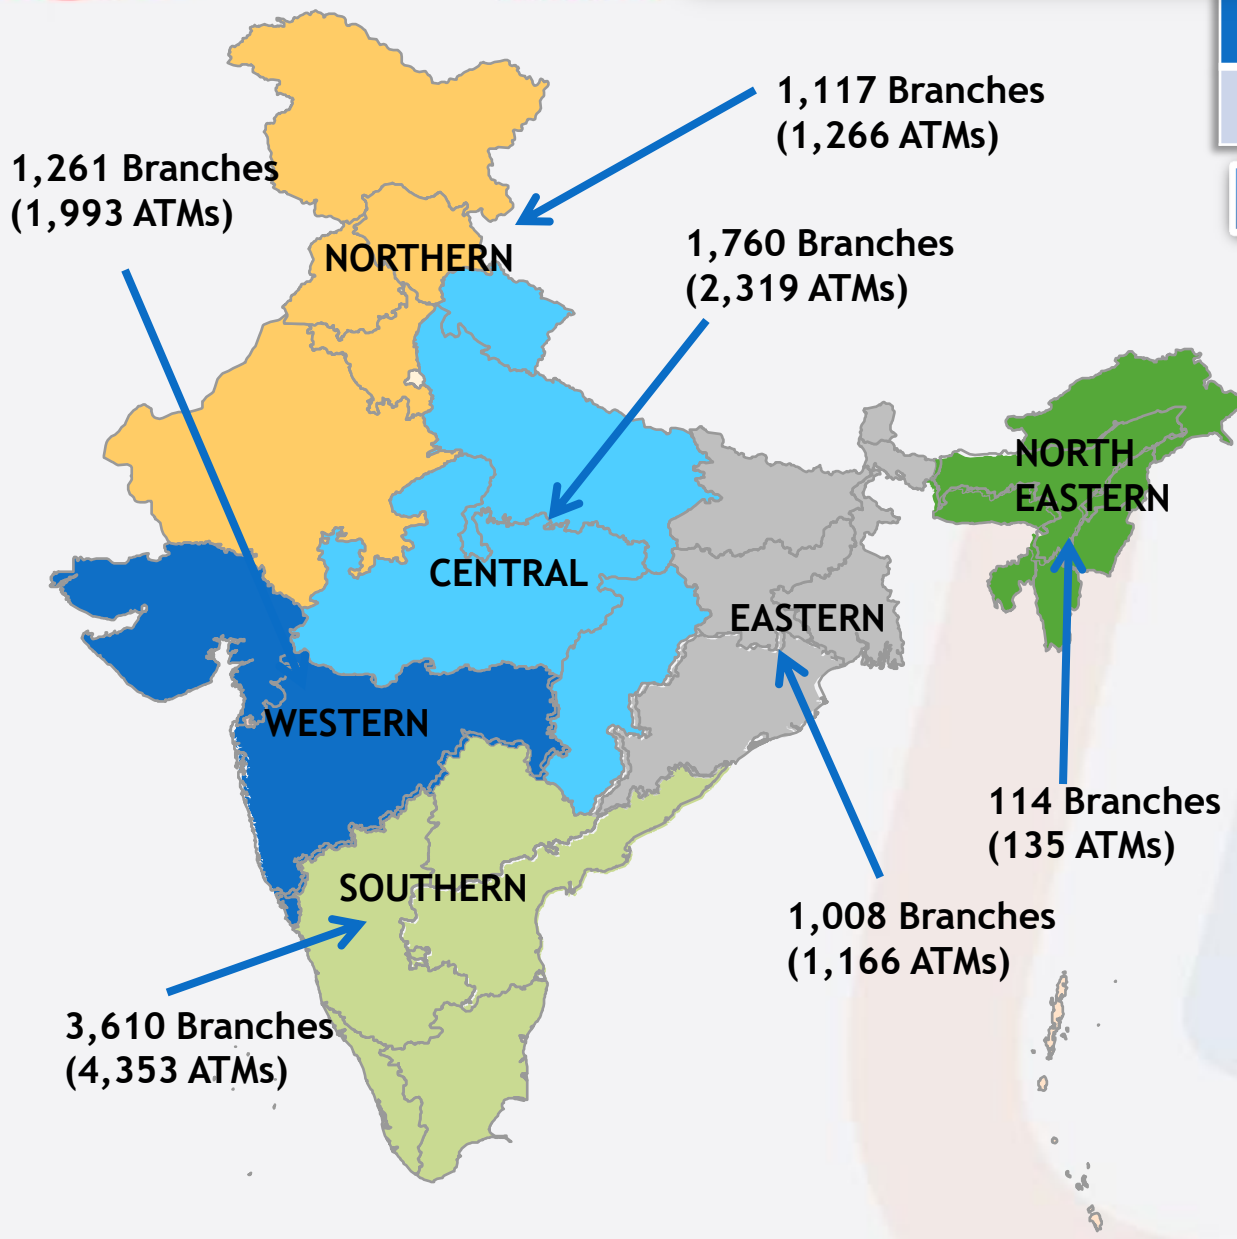 1,117 Branches
(1,266 ATMs)
1,261 Branches
(1,993 ATMs)
1,760 Branches
(2,319 ATMs)
NORTHERN
NORTH
EASTERN
CENTRAL
EASTERN
WESTERN
114 Branches
(135 ATMs)
SOUTHERN
1,008 Branches
(1,166 ATMs)
3,610 Branches
(4,353 ATMs)